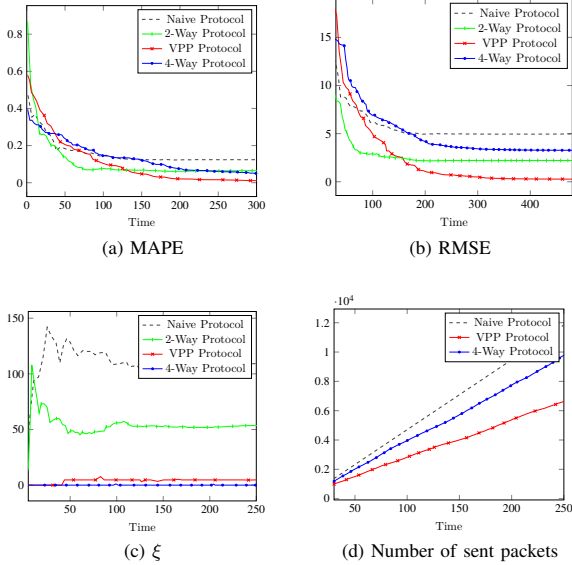 0.8
0.6
0.4
0.2
0
0 50 100 150 200 250 300
Time
Naive Protocol
2-Way Protocol
VPP Protocol
4-Way Protocol
(a) MAPE
15
10
5
0
100 200 300 400
Time
Naive Protocol
2-Way Protocol
VPP Protocol
4-Way Protocol
(b) RMSE
150
100
50
0
50 100 150 200 250
Time
Naive Protocol
2-Way Protocol
VPP Protocol
4-Way Protocol
(c) ξ
·10⁴
1.2
1
0.8
0.6
0.4
0.2
0
50 100 150 200 250
Time
Naive Protocol
VPP Protocol
4-Way Protocol
(d) Number of sent packets